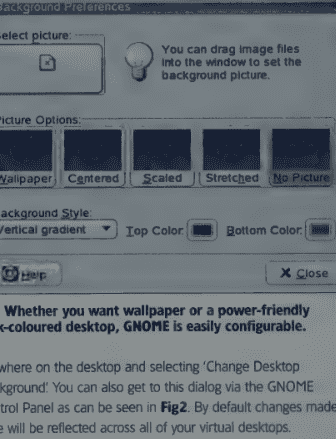 Background Preferences
Select picture:
You can drag image files
into the window to set the
background picture.
Picture Options:
Wallpaper Centered Scaled Stretched No Picture
Background Style:
Vertical gradient Top Color: Bottom Color:
Help Close
Whether you want wallpaper or a power-friendly
k-coloured desktop, GNOME is easily configurable.
where on the desktop and selecting 'Change Desktop
kground'. You can also get to this dialog via the GNOME
trol Panel as can be seen in Fig2. By default changes made
e will be reflected across all of your virtual desktops.